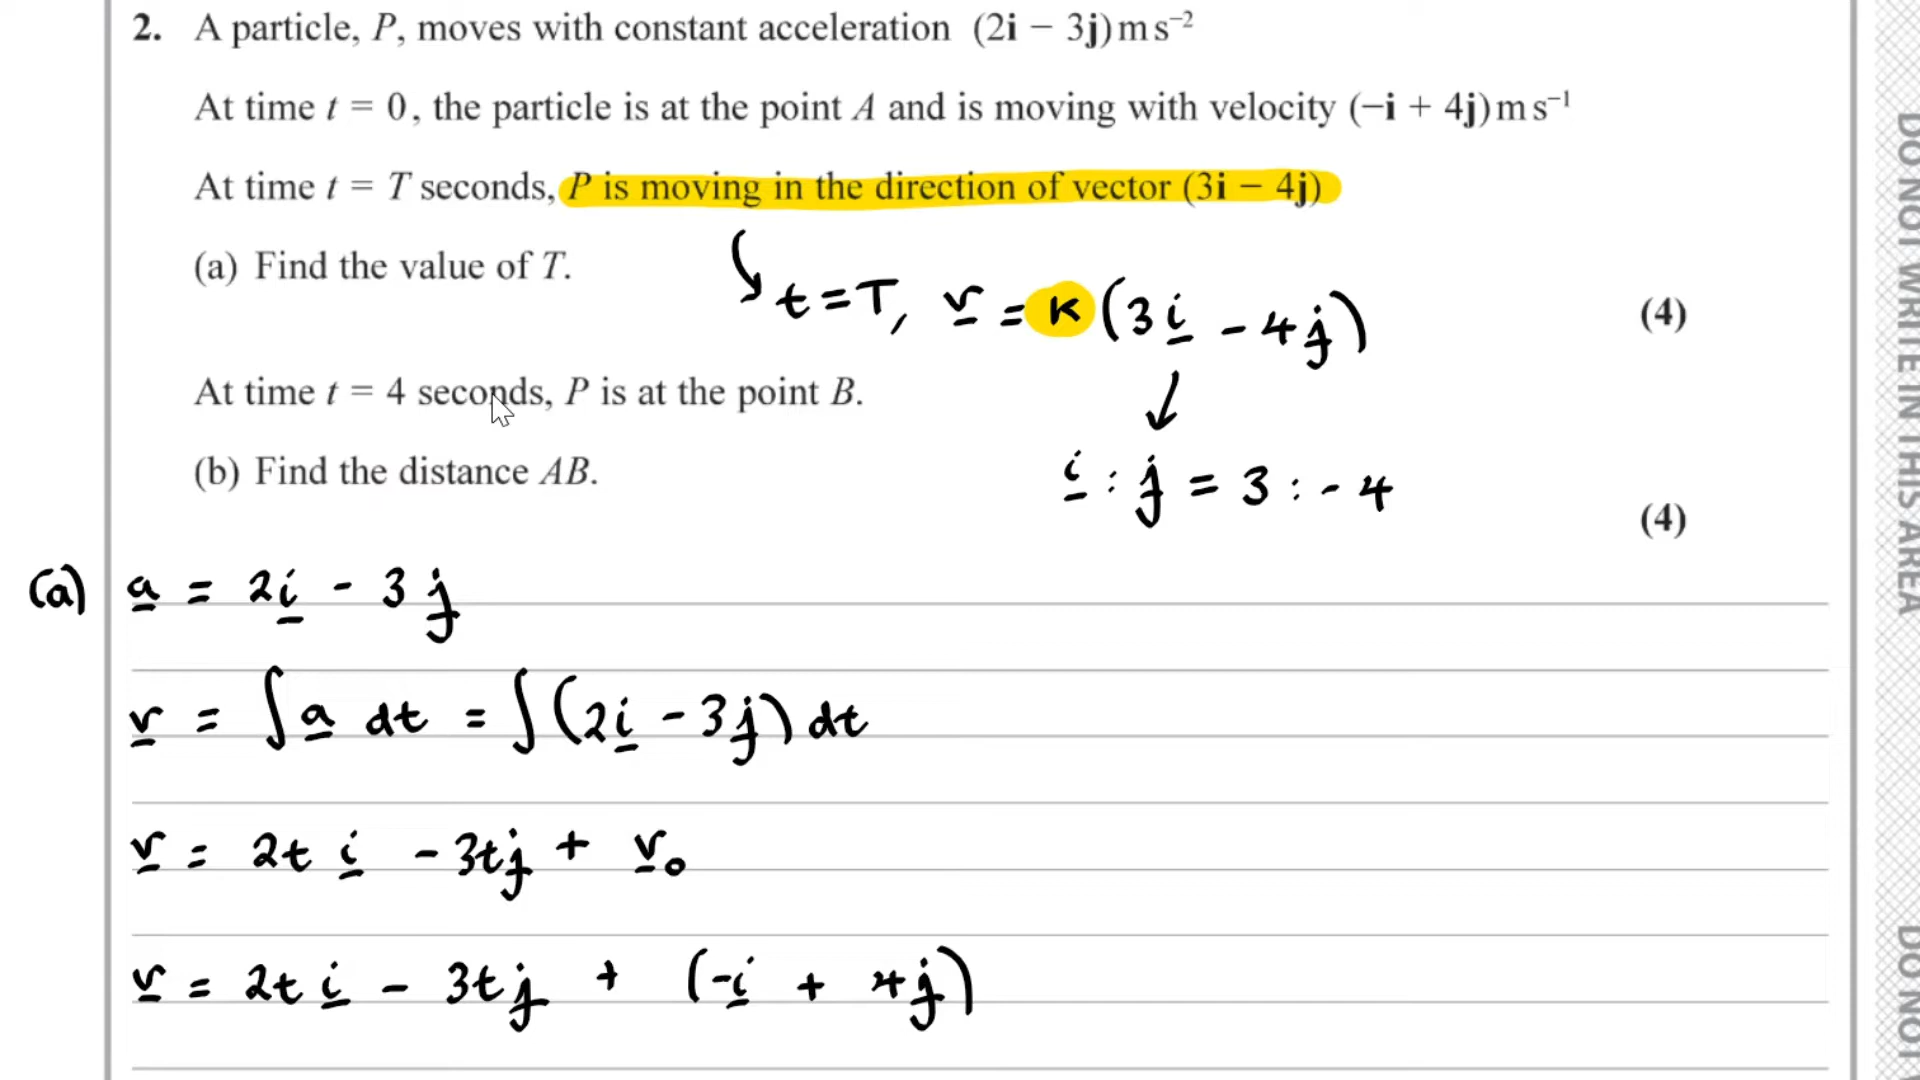 2. A particle, P, moves with constant acceleration (2i − 3j) m s⁻²
At time t = 0, the particle is at the point A and is moving with velocity (−i + 4j) m s⁻¹
At time t = T seconds, P is moving in the direction of vector (3i − 4j)
(a) Find the value of T.
t = T, v = K (3i - 4j)
(4)
At time t = 4 seconds, P is at the point B.
i : j = 3 : - 4
(b) Find the distance AB.
(4)
(a) a = 2i - 3j
v = ∫ a dt = ∫ (2i - 3j) dt
v = 2t i - 3tj + v₀
v = 2t i - 3tj + (-i + 4j)
DO NOT WRITE IN THIS AREA
DO NOT